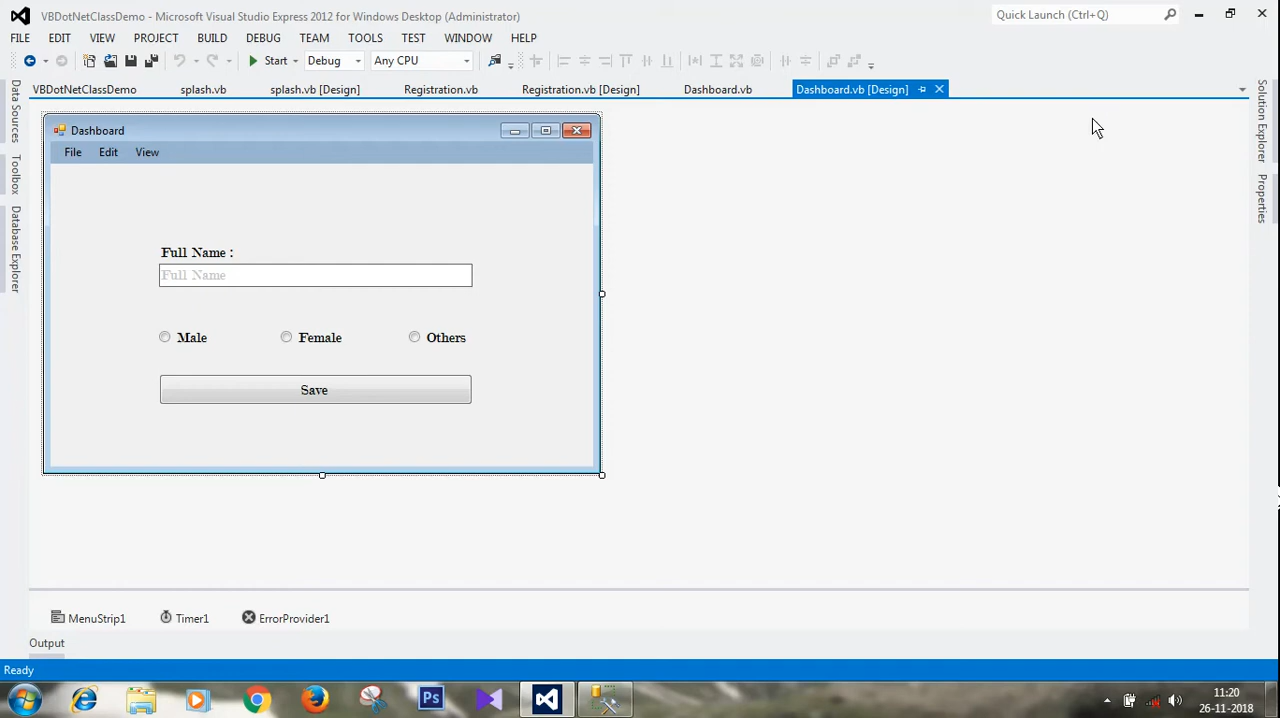 VBDotNetClassDemo - Microsoft Visual Studio Express 2012 for Windows Desktop (Administrator)
Quick Launch (Ctrl+Q)
FILE EDIT VIEW PROJECT BUILD DEBUG TEAM TOOLS TEST WINDOW HELP
Start Debug Any CPU
VBDotNetClassDemo splash.vb splash.vb [Design] Registration.vb Registration.vb [Design] Dashboard.vb Dashboard.vb [Design]
Data Sources
Toolbox
Database Explorer
Solution Explorer
Properties
Dashboard
File Edit View
Full Name :
Full Name
Male Female Others
Save
MenuStrip1 Timer1 ErrorProvider1
Output
Ready
Ps
11:20
26-11-2018